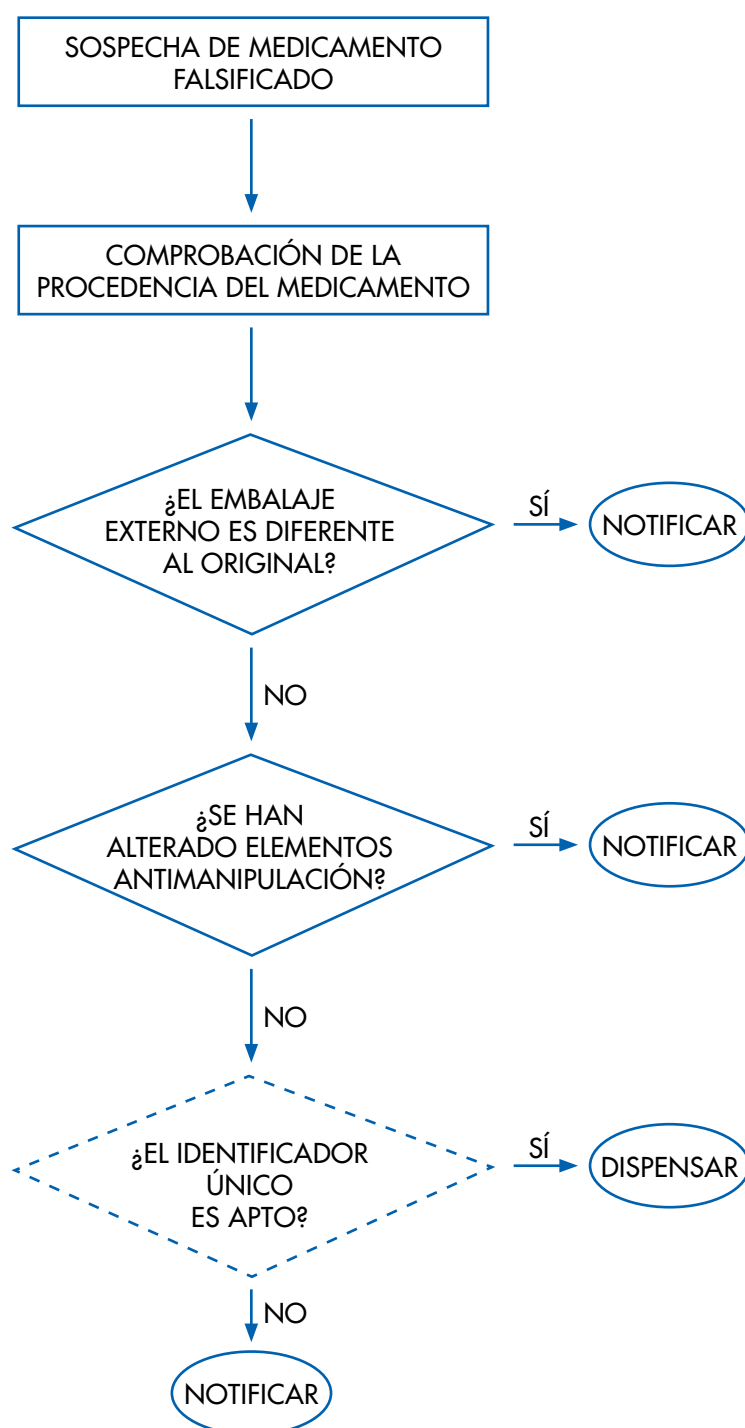 SOSPECHA DE MEDICAMENTO
FALSIFICADO
COMPROBACIÓN DE LA
PROCEDENCIA DEL MEDICAMENTO
¿EL EMBALAJE
EXTERNO ES DIFERENTE
AL ORIGINAL?
SÍ
NOTIFICAR
NO
¿SE HAN
ALTERADO ELEMENTOS
ANTIMANIPULACIÓN?
SÍ
NOTIFICAR
NO
¿EL IDENTIFICADOR
ÚNICO
ES APTO?
SÍ
DISPENSAR
NO
NOTIFICAR